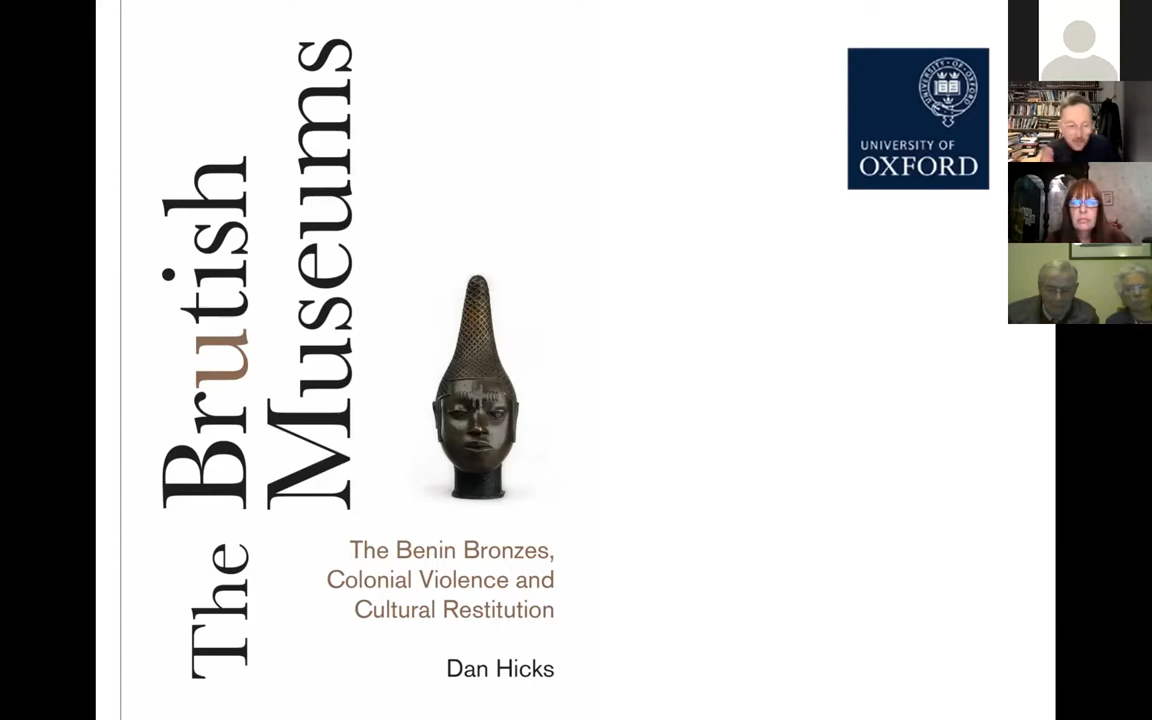 The Brutish
Museums
The Benin Bronzes,
Colonial Violence and
Cultural Restitution
Dan Hicks
UNIVERSITY OF
OXFORD